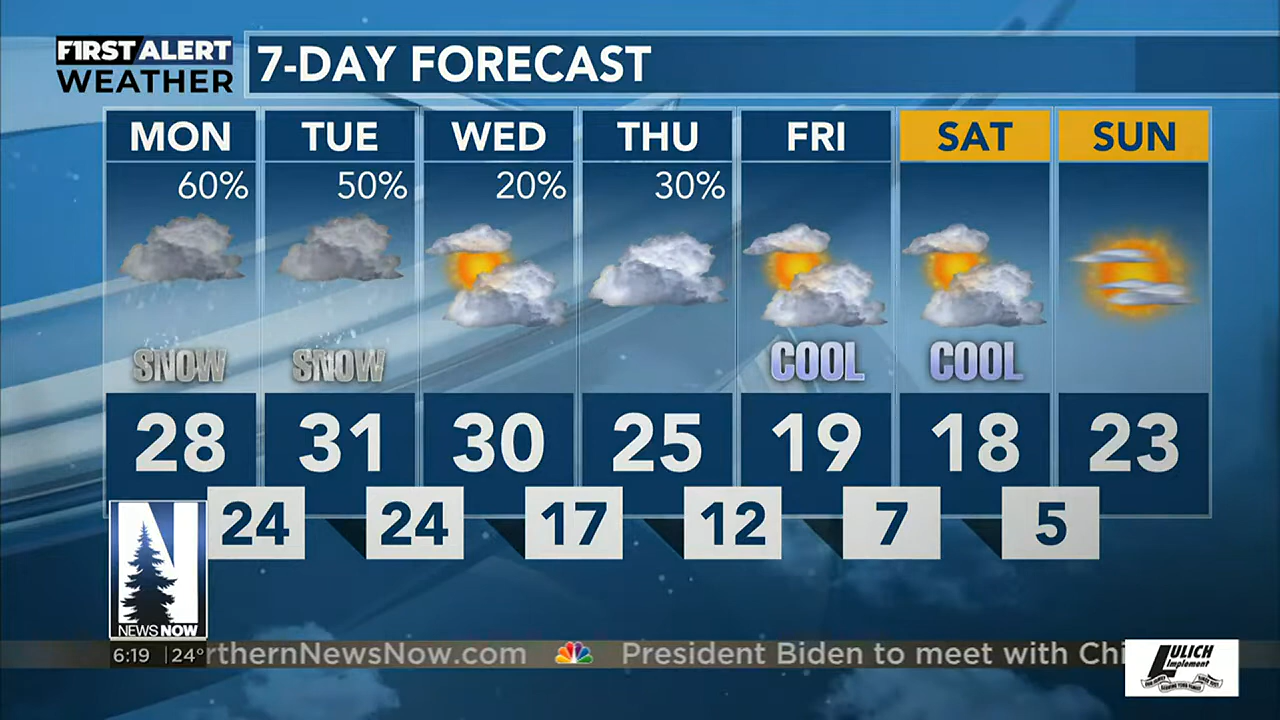 FIRST ALERT
WEATHER
7-DAY FORECAST
MON TUE WED THU FRI SAT SUN
60% 50% 20% 30%
SNOW SNOW COOL COOL
28 31 30 25 19 18 23
24 24 17 12 7 5
N
NEWS NOW
6:19 24° rthernNewsNow.com President Biden to meet with Chi
LULICH
Implement